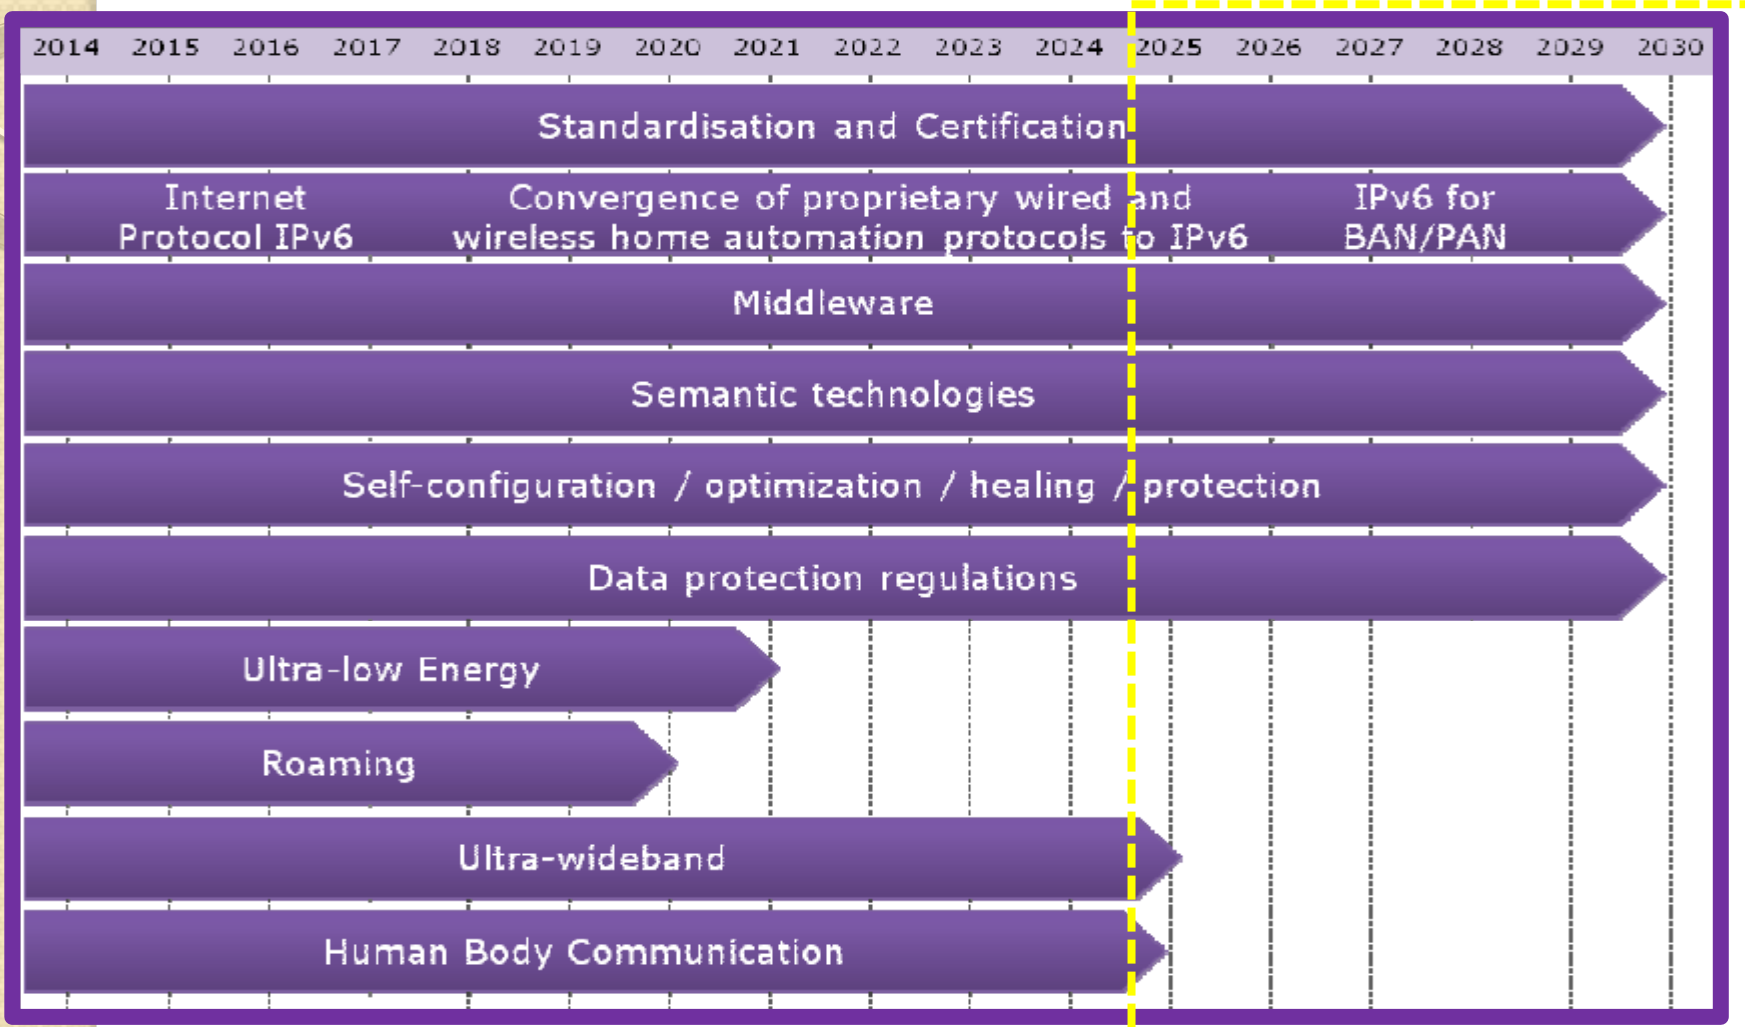 2014 2015 2016 2017 2018 2019 2020 2021 2022 2023 2024 2025 2026 2027 2028 2029 2030
Standardisation and Certification
Internet
Protocol IPv6
Convergence of proprietary wired and
wireless home automation protocols to IPv6
IPv6 for
BAN/PAN
Middleware
Semantic technologies
Self-configuration / optimization / healing / protection
Data protection regulations
Ultra-low Energy
Roaming
Ultra-wideband
Human Body Communication